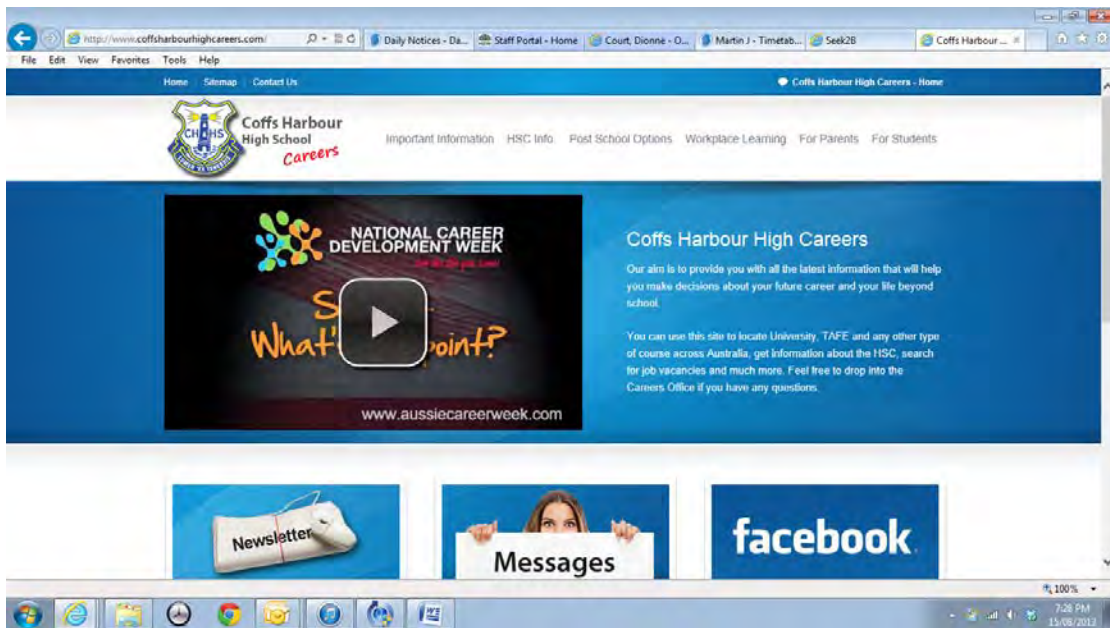 http://www.coffsharbourhighcareers.com/
Daily Notices - Da...
Staff Portal - Home
Court, Dionne - O...
Martin J - Timetab...
Seek2B
Coffs Harbour ...
File Edit View Favorites Tools Help
Home Sitemap Contact Us
Coffs Harbour High Careers - Home
CHHS
Coffs Harbour
High School
Careers
Important Information HSC Info Post School Options Workplace Learning For Parents For Students
NATIONAL CAREER
DEVELOPMENT WEEK
What'
oint?
www.aussiecareerweek.com
Coffs Harbour High Careers
Our aim is to provide you with all the latest information that will help
you make decisions about your future career and your life beyond
school.
You can use this site to locate University, TAFE and any other type
of course across Australia, get information about the HSC, search
for job vacancies and much more. Feel free to drop into the
Careers Office if you have any questions.
Newsletter
Messages
facebook
100%
7:28 PM
15/08/2013